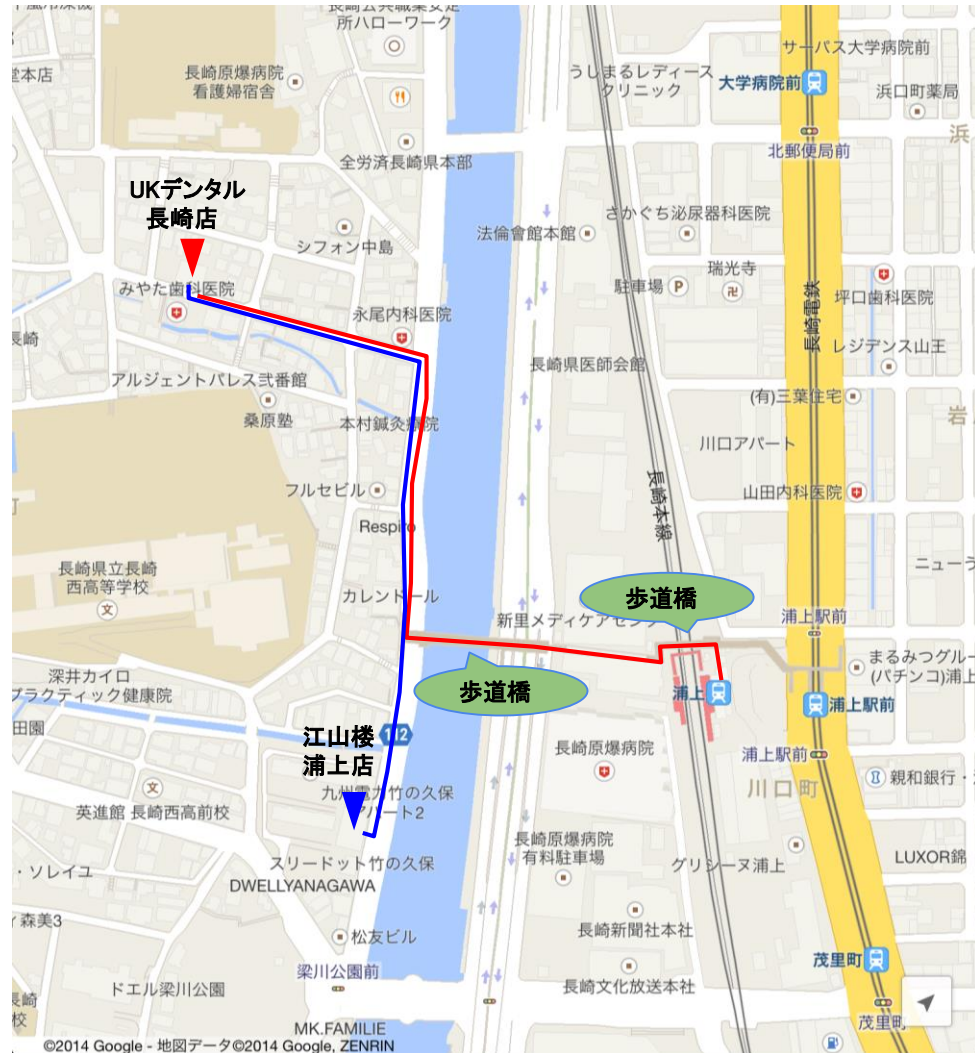 長崎公共職業安定
所ハローワーク
サーバス大学病院前
堂本店
長崎原爆病院
看護婦宿舎
うしまるレディース
クリニック
大学病院前
浜口町薬局
浜
全労済長崎県本部
北郵便局前
UKデンタル
長崎店
シフォン中島
さかぐち泌尿器科医院
法倫會館本館
瑞光寺
駐車場
みやた歯科医院
坪口歯科医院
永尾内科医院
長崎電鉄
長崎
レジデンス山王
長崎県医師会館
アルジェントパレス弐番館
(有)三葉住宅
桑原塾
本村鍼灸療院
岩
川口アパート
長崎本線
フルセビル
山田内科医院
町
Respiro
長崎県立長崎
西高等学校
ニューラ
カレンドール
歩道橋
新里メディケアセンター
浦上駅前
まるみつグルー
(パチンコ)浦上
深井カイロ
プラクティック健康院
歩道橋
浦上
浦上駅前
田園
江山楼
浦上店
112
長崎原爆病院
浦上駅前
親和銀行・
川口町
九州電力竹の久保
アパート2
英進館 長崎西高前校
長崎原爆病院
有料駐車場
スリードット竹の久保
グリシーヌ浦上
LUXOR錦
・ソレイユ
DWELLYANAGAWA
森美3
長崎新聞社本社
松友ビル
茂里町
梁川公園前
長崎文化放送本社
ドエル梁川公園
長崎
校
茂里町
MK.FAMILIE
©2014 Google - 地図データ©2014 Google, ZENRIN